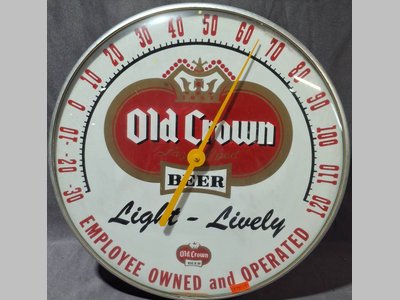 -30 -20 -10 0 10 20 30 40 50 60 70 80 90 100 110 120
Old Crown
BEER
Light - Lively
Old Crown
EMPLOYEE OWNED and OPERATED